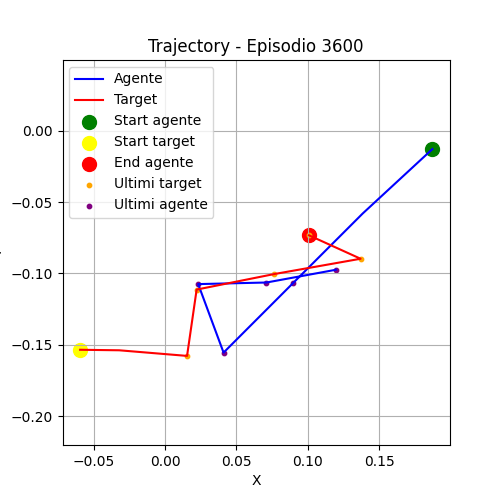 Trajectory - Episodio 3600
Agente
Target
Start agente
Start target
End agente
Ultimi target
Ultimi agente
0.00
−0.05
−0.10
−0.15
−0.20
−0.05
0.00
0.05
0.10
0.15
X